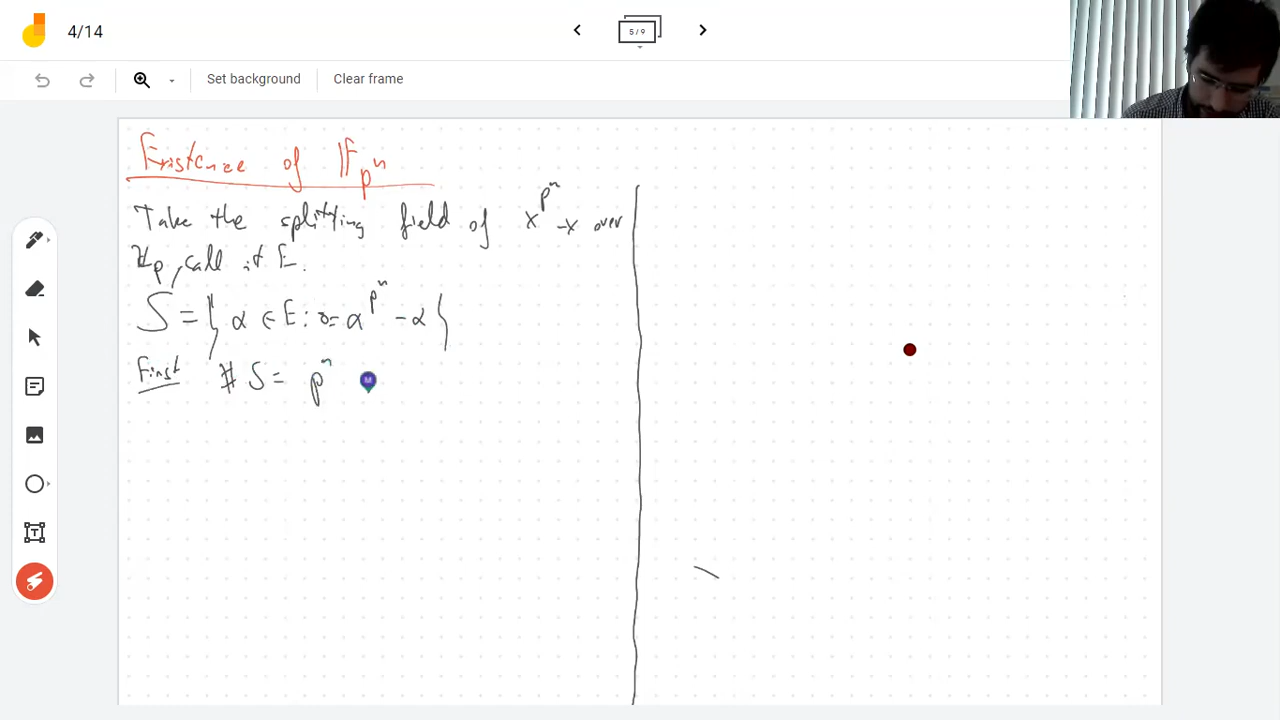 4/14
5 / 9
Set background
Clear frame
Existence of 𝔽_{p^n}
Take the splitting field of x^{p^n} - x over
ℤ_p, call it E.
S = { α ∈ E : 0 = α^{p^n} - α }
First # S = p^n
M
T